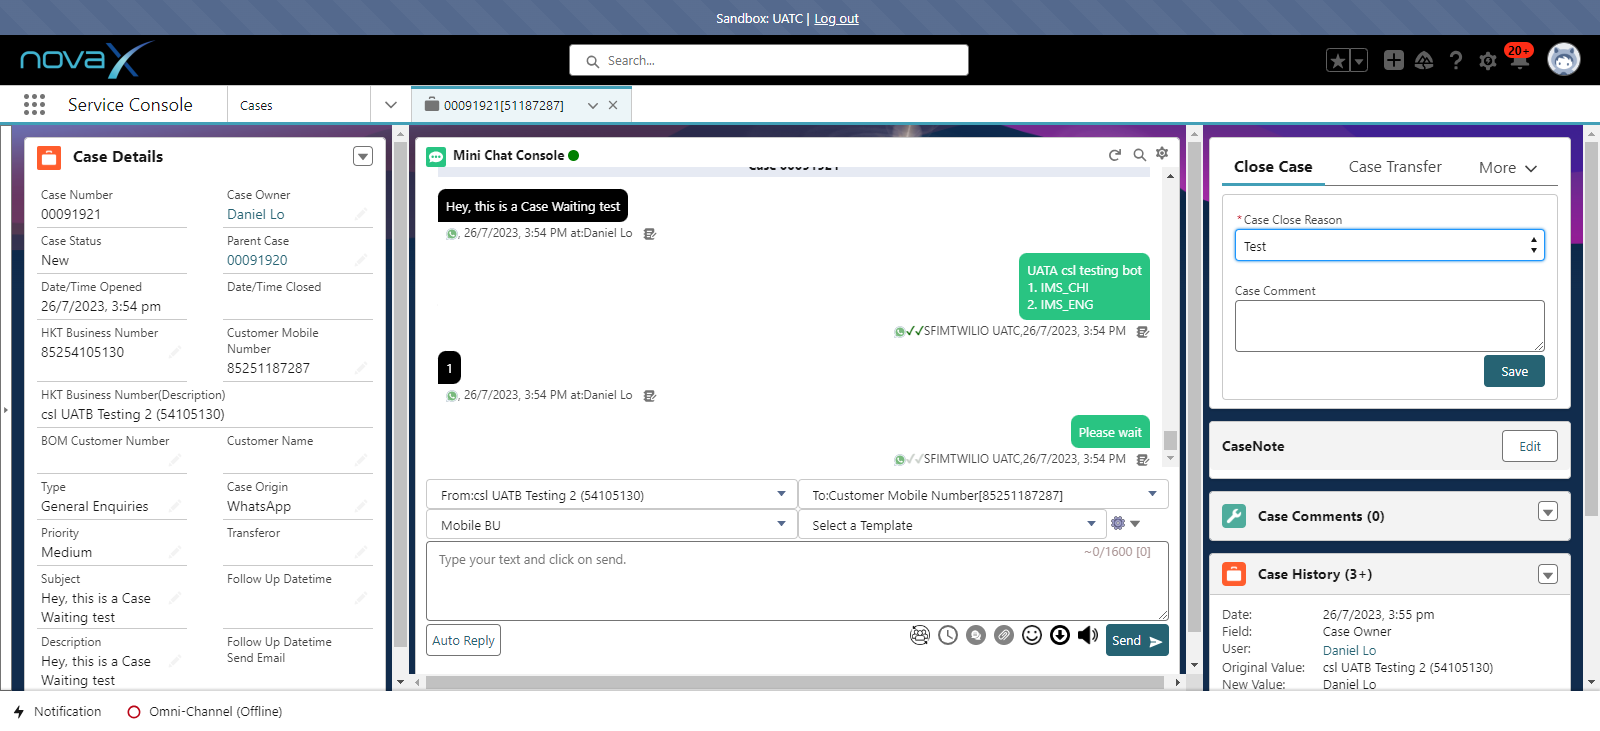 Sandbox: UATC | Log out
novaX
Search...
20+
Service Console
Cases
00091921[51187287]
Case Details
Case Number
00091921
Case Owner
Daniel Lo
Case Status
New
Parent Case
00091920
Date/Time Opened
26/7/2023, 3:54 pm
Date/Time Closed
HKT Business Number
85254105130
Customer Mobile
Number
85251187287
HKT Business Number(Description)
csl UATB Testing 2 (54105130)
BOM Customer Number
Customer Name
Type
General Enquiries
Case Origin
WhatsApp
Priority
Medium
Transferor
Subject
Hey, this is a Case
Waiting test
Follow Up Datetime
Description
Hey, this is a Case
Waiting test
Follow Up Datetime
Send Email
Mini Chat Console
Case 00091921
Hey, this is a Case Waiting test
, 26/7/2023, 3:54 PM at:Daniel Lo
UATA csl testing bot
1. IMS_CHI
2. IMS_ENG
SFIMTWILIO UATC,26/7/2023, 3:54 PM
1
, 26/7/2023, 3:54 PM at:Daniel Lo
Please wait
SFIMTWILIO UATC,26/7/2023, 3:54 PM
From:csl UATB Testing 2 (54105130)
To:Customer Mobile Number[85251187287]
Mobile BU
Select a Template
Type your text and click on send.
~0/1600 [0]
Auto Reply
Send
Close Case
Case Transfer
More
*Case Close Reason
Test
Case Comment
Save
CaseNote
Edit
Case Comments (0)
Case History (3+)
Date: 26/7/2023, 3:55 pm
Field: Case Owner
User: Daniel Lo
Original Value: csl UATB Testing 2 (54105130)
New Value: Daniel Lo
Notification
Omni-Channel (Offline)